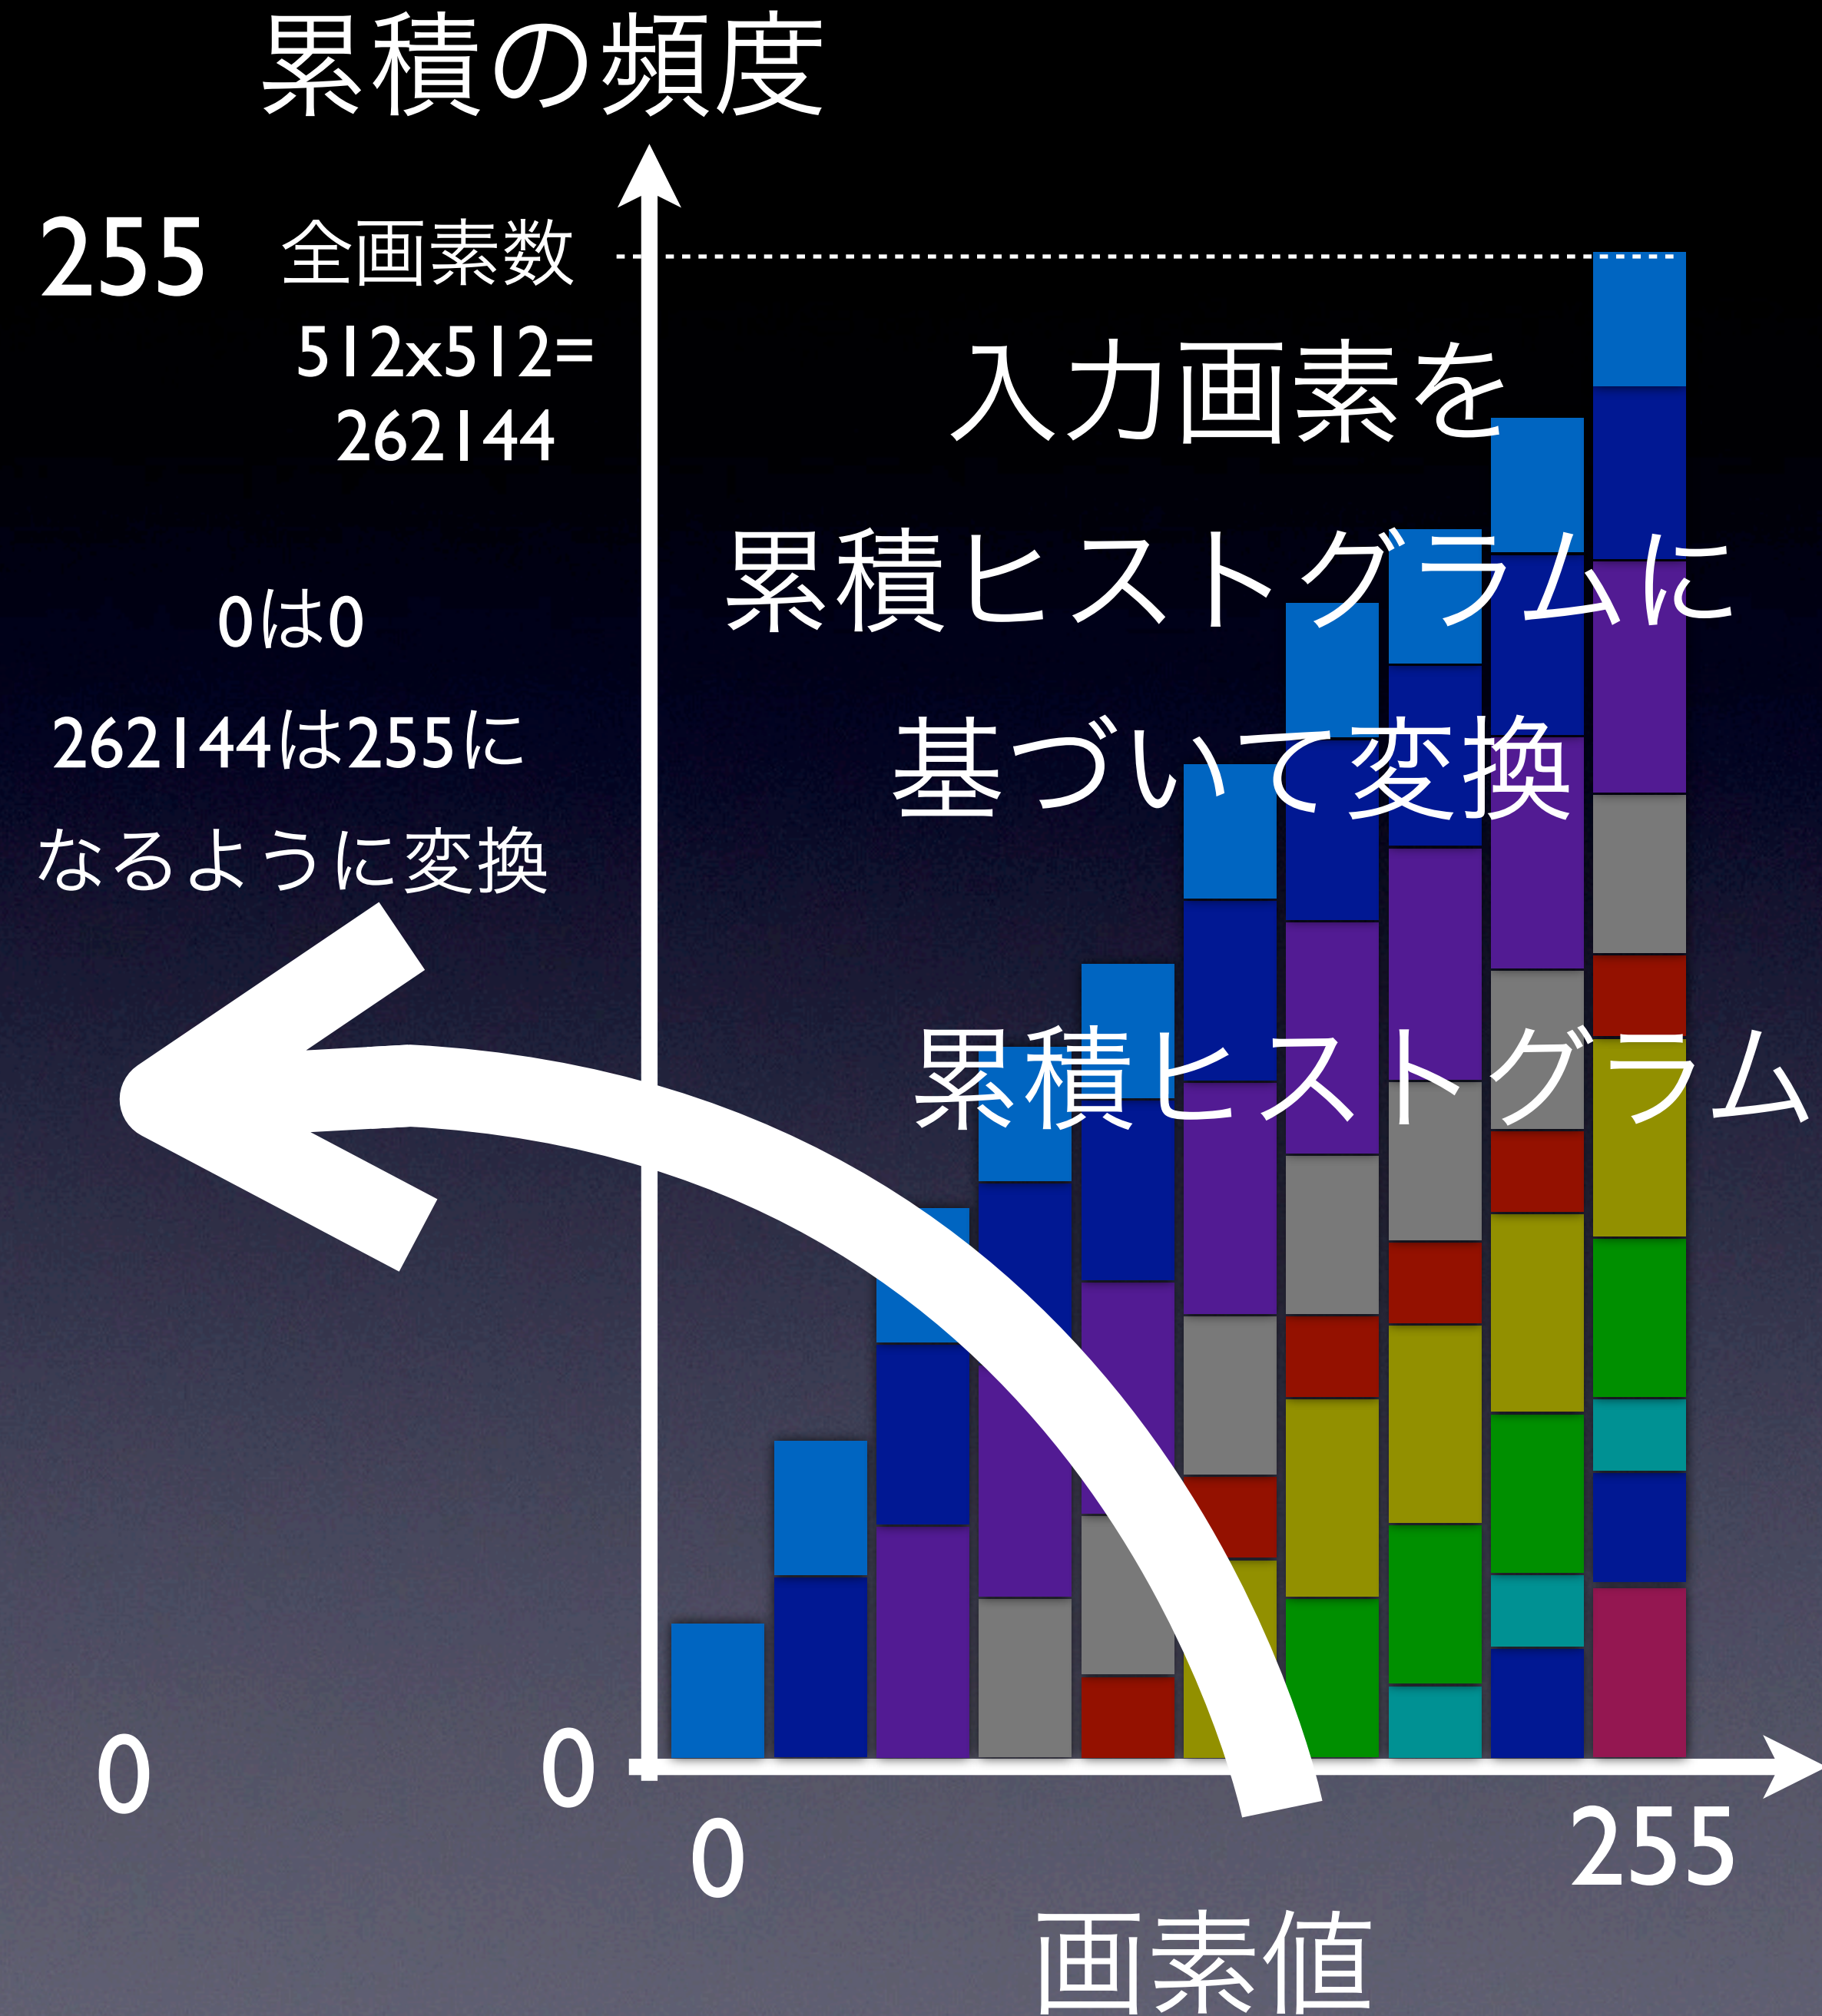 累積の頻度
255 全画素数
512x512=
262144
入力画素を
累積ヒストグラムに
基づいて変換
0は0
262144は255に
なるように変換
累積ヒストグラム
0
0
0
255
画素値